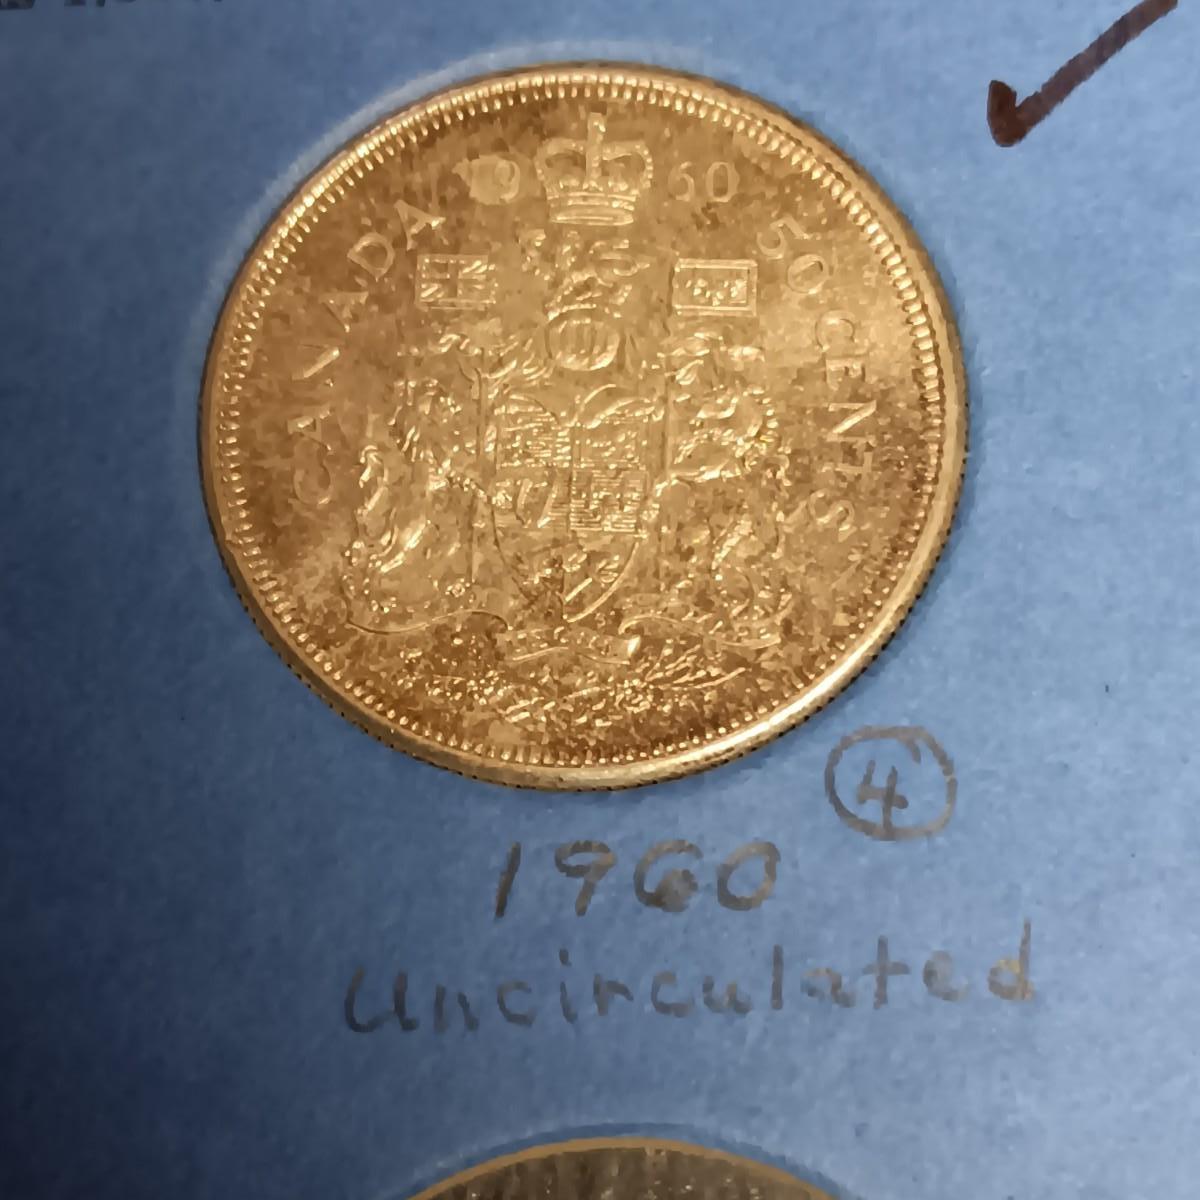 CANADA 1960 50 CENTS
4
1960
Uncirculated